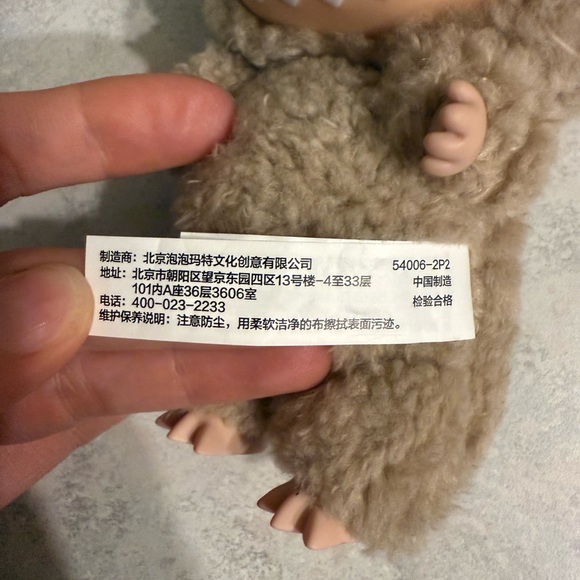 制造商：北京泡泡玛特文化创意有限公司 54006-2P2
地址：北京市朝阳区望京东园四区13号楼-4至33层 中国制造
101内A座36层3606室 检验合格
电话：400-023-2233
维护保养说明：注意防尘，用柔软洁净的布擦拭表面污迹。